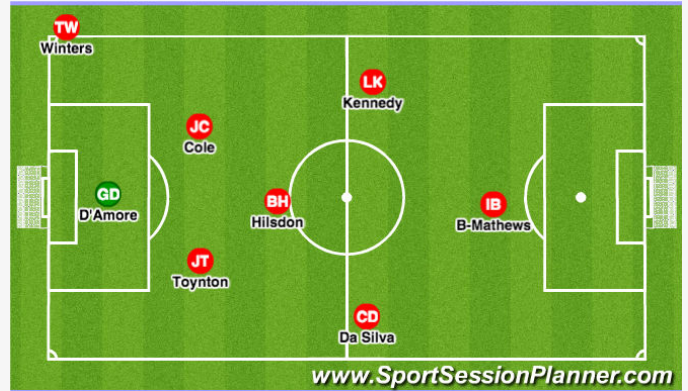 TW
Winters
LK
Kennedy
JC
Cole
GD
D'Amore
BH
Hilsdon
IB
B-Mathews
JT
Toynton
CD
Da Silva
www.SportSessionPlanner.com